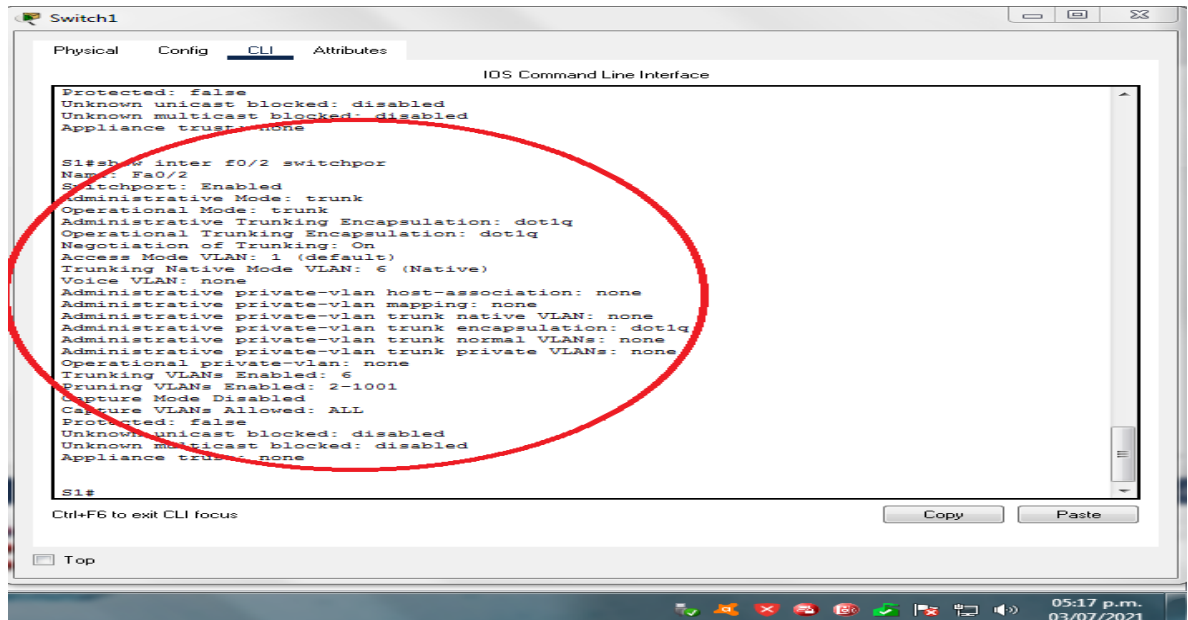 Switch1
Physical Config CLI Attributes
IOS Command Line Interface
Protected: false
Unknown unicast blocked: disabled
Unknown multicast blocked: disabled
Appliance trust: none
S1#show inter f0/2 switchpor
Name: Fa0/2
Switchport: Enabled
Administrative Mode: trunk
Operational Mode: trunk
Administrative Trunking Encapsulation: dot1q
Operational Trunking Encapsulation: dot1q
Negotiation of Trunking: On
Access Mode VLAN: 1 (default)
Trunking Native Mode VLAN: 6 (Native)
Voice VLAN: none
Administrative private-vlan host-association: none
Administrative private-vlan mapping: none
Administrative private-vlan trunk native VLAN: none
Administrative private-vlan trunk encapsulation: dot1q
Administrative private-vlan trunk normal VLANs: none
Administrative private-vlan trunk private VLANs: none
Operational private-vlan: none
Trunking VLANs Enabled: 6
Pruning VLANs Enabled: 2-1001
Capture Mode Disabled
Capture VLANs Allowed: ALL
Protected: false
Unknown unicast blocked: disabled
Unknown multicast blocked: disabled
Appliance trust: none
S1#
Ctrl+F6 to exit CLI focus
Copy Paste
Top
05:17 p.m.
03/07/2021